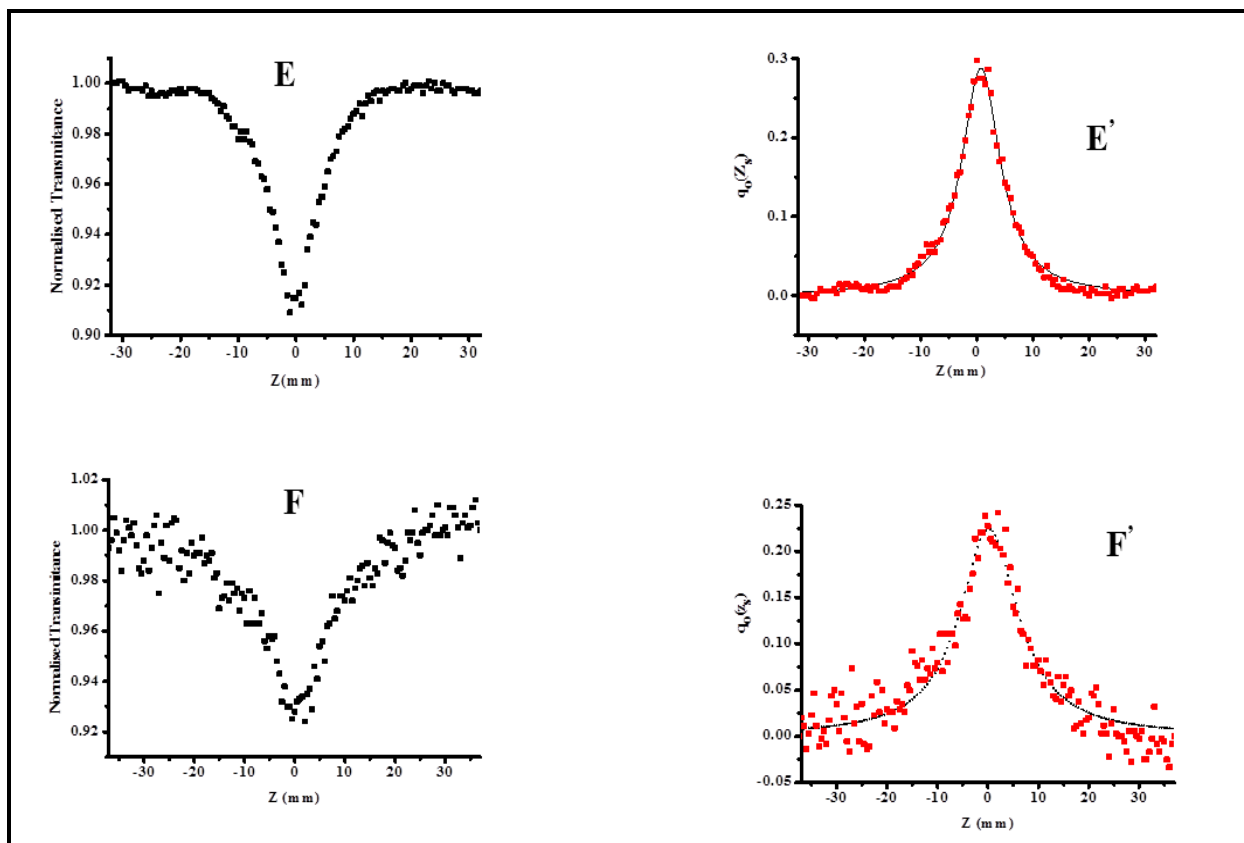 E
Normalised Transmittance
1.00
0.98
0.96
0.94
0.92
0.90
-30 -20 -10 0 10 20 30
Z (mm)
E’
qo(Zs)
0.3
0.2
0.1
0.0
-30 -20 -10 0 10 20 30
Z (mm)
F
Normalised Transmittance
1.02
1.00
0.98
0.96
0.94
0.92
-30 -20 -10 0 10 20 30
Z (mm)
F’
qo(zs)
0.25
0.20
0.15
0.10
0.05
0.00
-0.05
-30 -20 -10 0 10 20 30
Z (mm)